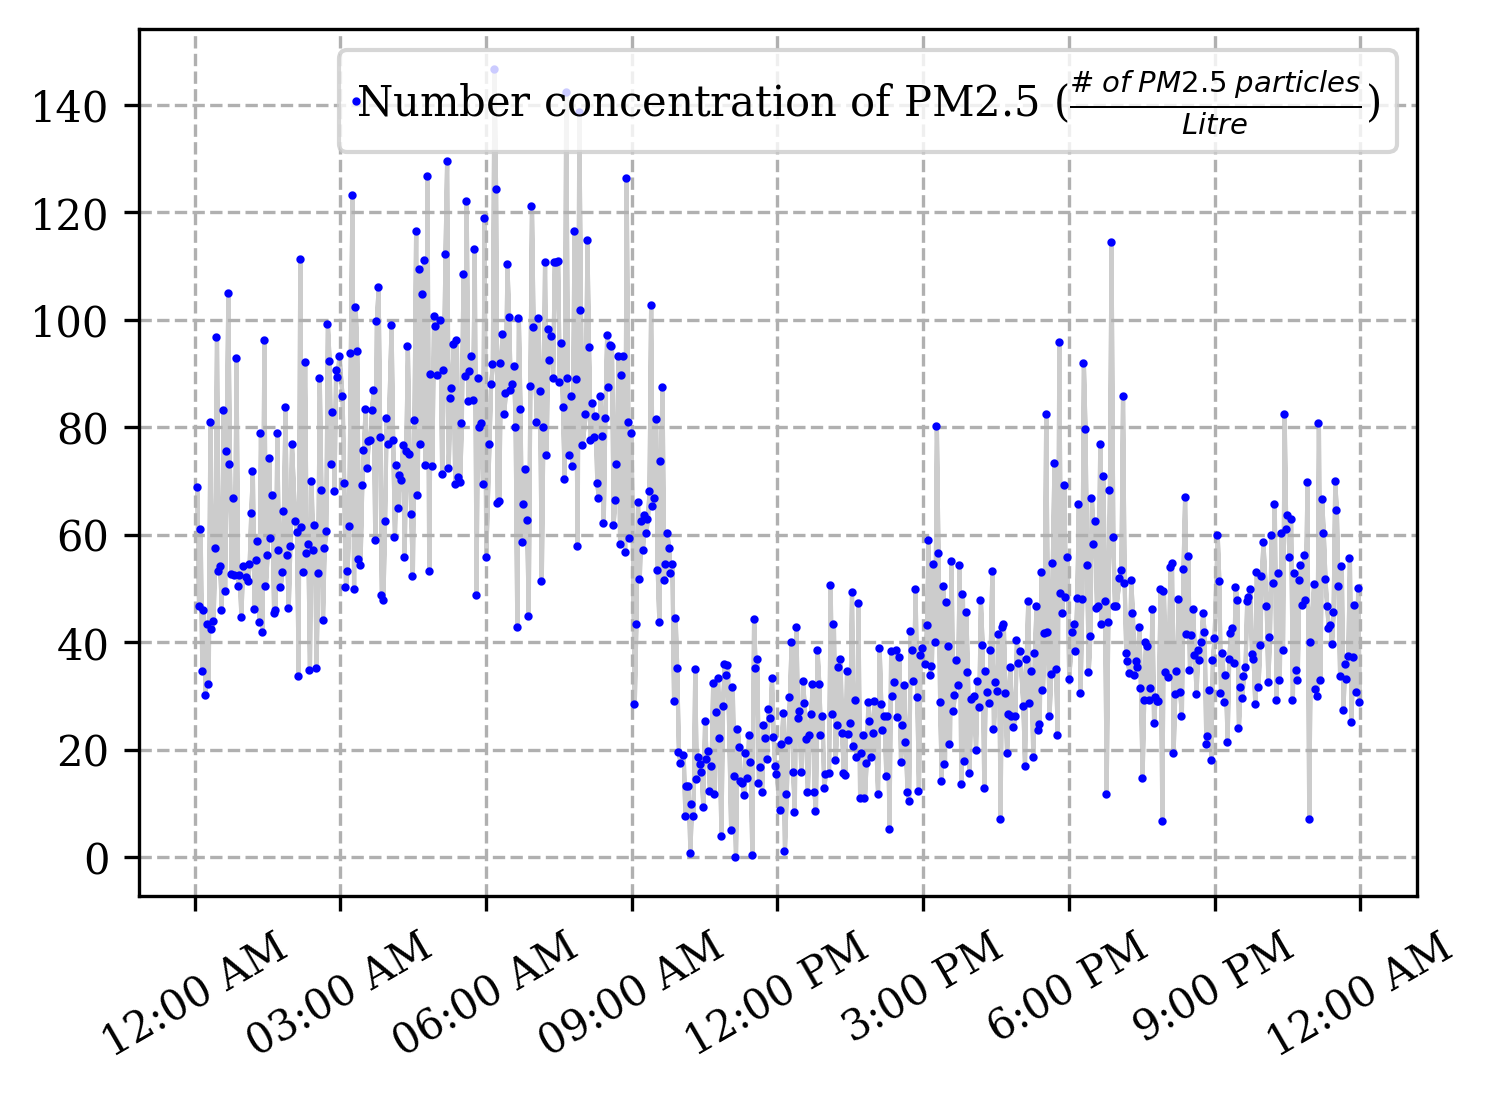 Number concentration of PM2.5 (# of PM2.5 particles / Litre)
140
120
100
80
60
40
20
0
12:00 AM
03:00 AM
06:00 AM
09:00 AM
12:00 PM
3:00 PM
6:00 PM
9:00 PM
12:00 AM